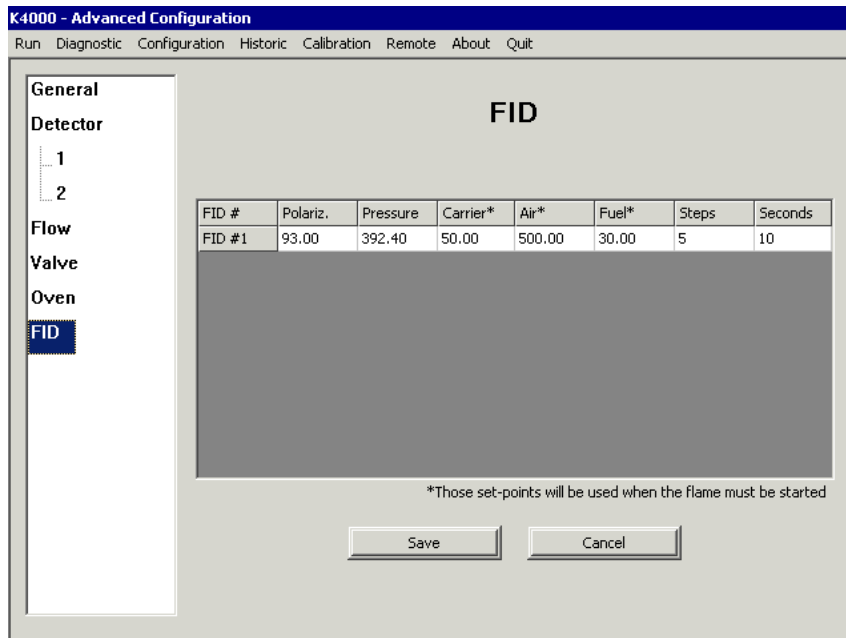 K4000 - Advanced Configuration
Run Diagnostic Configuration Historic Calibration Remote About Quit
General
Detector
1
2
Flow
Valve
Oven
FID
FID
FID # Polariz. Pressure Carrier* Air* Fuel* Steps Seconds
FID #1 93.00 392.40 50.00 500.00 30.00 5 10
*Those set-points will be used when the flame must be started
Save Cancel